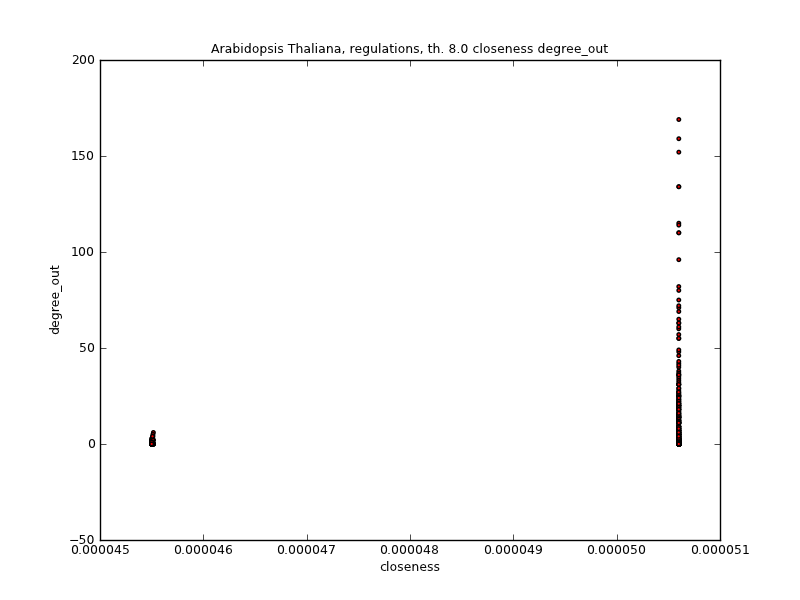 Arabidopsis Thaliana, regulations, th. 8.0 closeness degree_out
200
150
100
50
0
−50
degree_out
0.000045 0.000046 0.000047 0.000048 0.000049 0.000050 0.000051
closeness